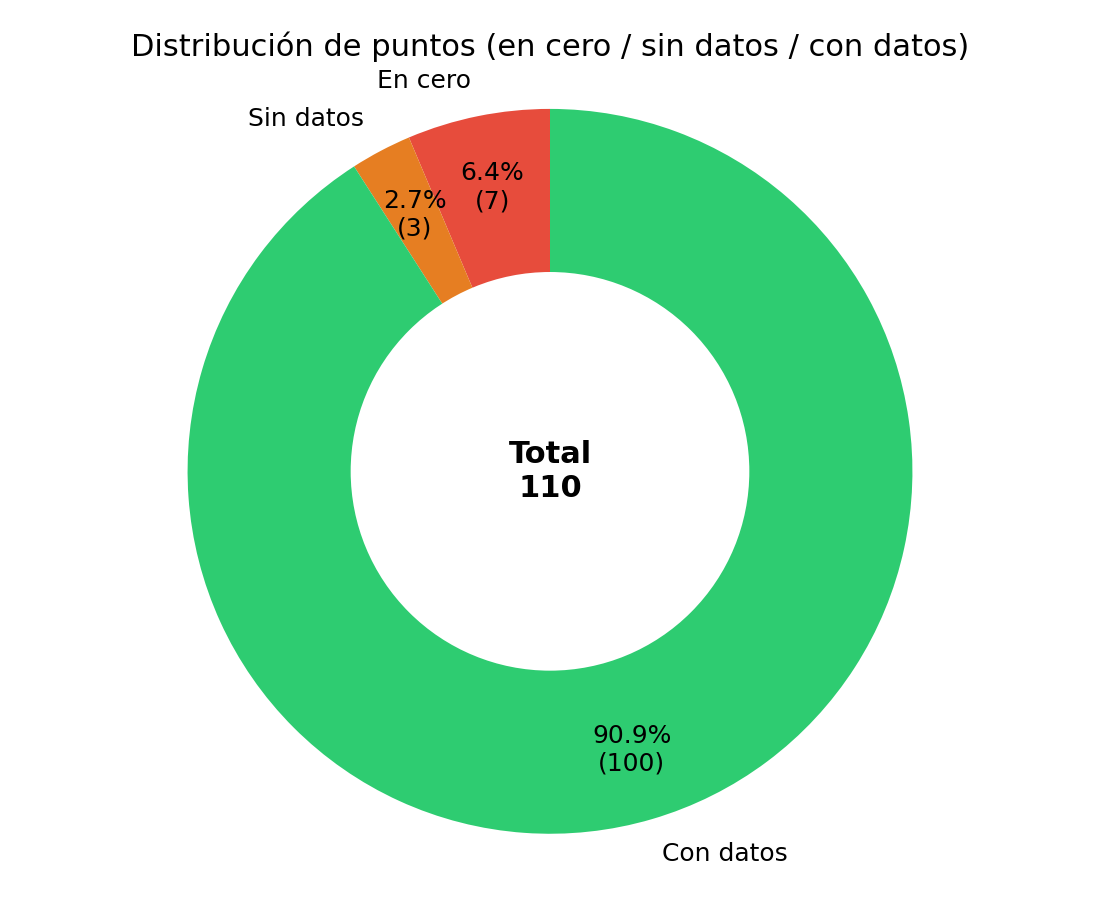 Distribución de puntos (en cero / sin datos / con datos)
En cero
Sin datos
6.4%
(7)
2.7%
(3)
Total
110
90.9%
(100)
Con datos